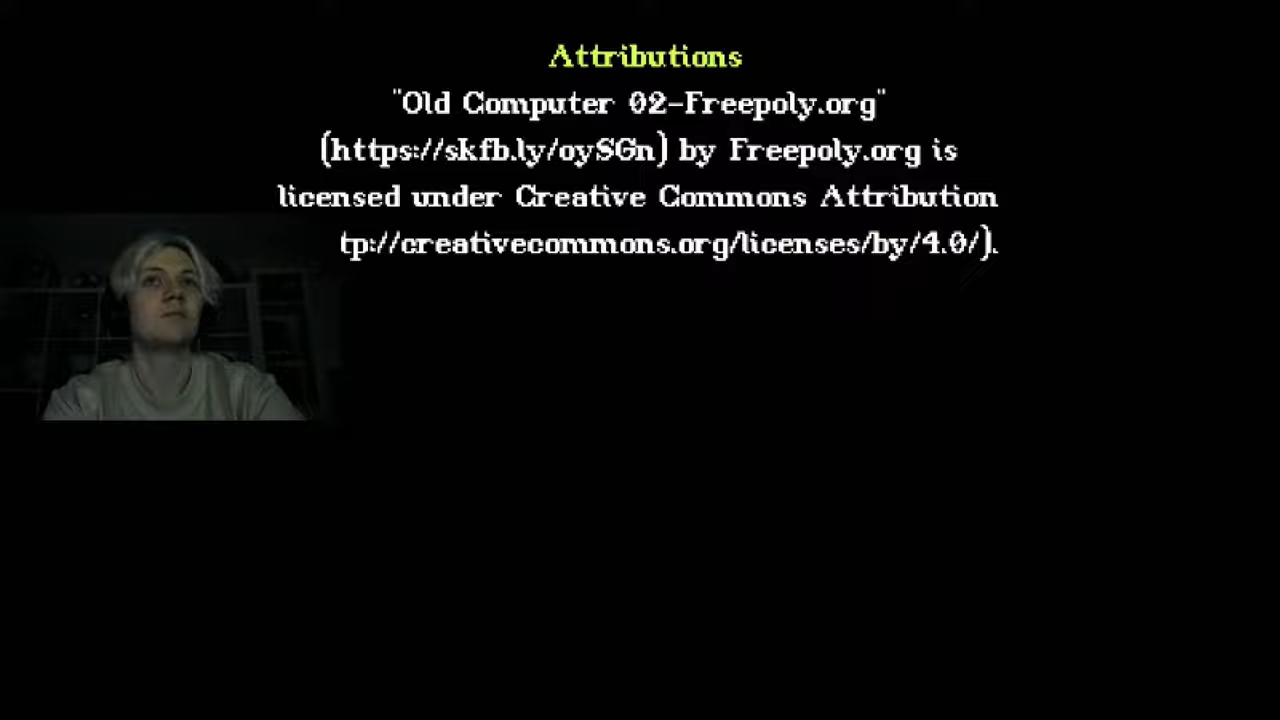 Attributions
"Old Computer 02-Freepoly.org"
(https://skfb.ly/oySGn) by Freepoly.org is
licensed under Creative Commons Attribution
tp://creativecommons.org/licenses/by/4.0/).